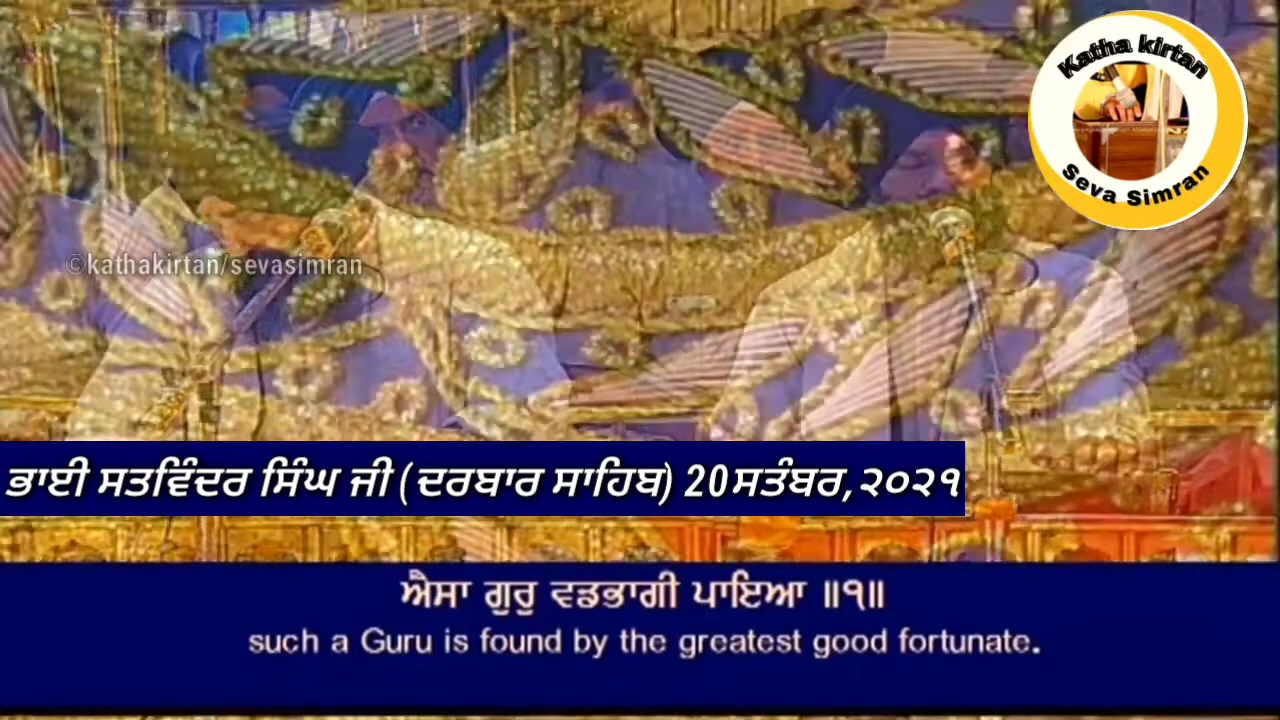 Katha kirtan
Seva Simran
©kathakirtan/sevasimran
ਭਾਈ ਸਤਵਿੰਦਰ ਸਿੰਘ ਜੀ (ਦਰਬਾਰ ਸਾਹਿਬ) 20ਸਤੰਬਰ,੨੦੨੧
ਐਸਾ ਗੁਰੁ ਵਡਭਾਗੀ ਪਾਇਆ ॥੧॥
such a Guru is found by the greatest good fortunate.